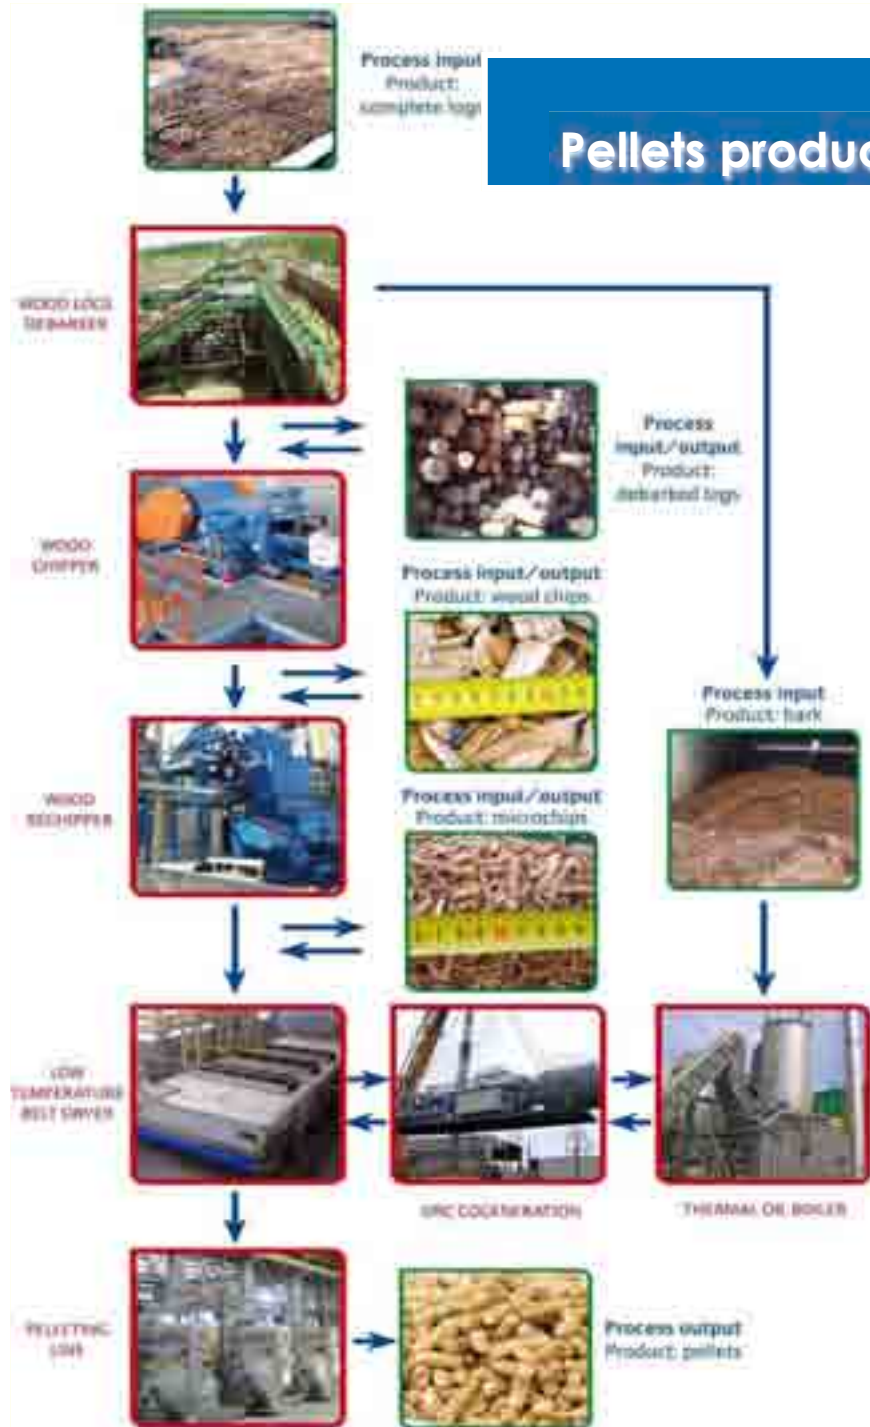 Process input
Product:
complete logs
Pellets produc
WOOD LOGS
DEBARKER
Process
input/output
Product:
debarked logs
WOOD
CHIPPER
Process input/output
Product: wood chips
Process input
Product: bark
WOOD
RECHIPPER
Process input/output
Product: microchips
LOW
TEMPERATURE
BELT DRYER
ORC COGENERATION
THERMAL OIL BOILER
PELLETING
LINE
Process output
Product: pellets